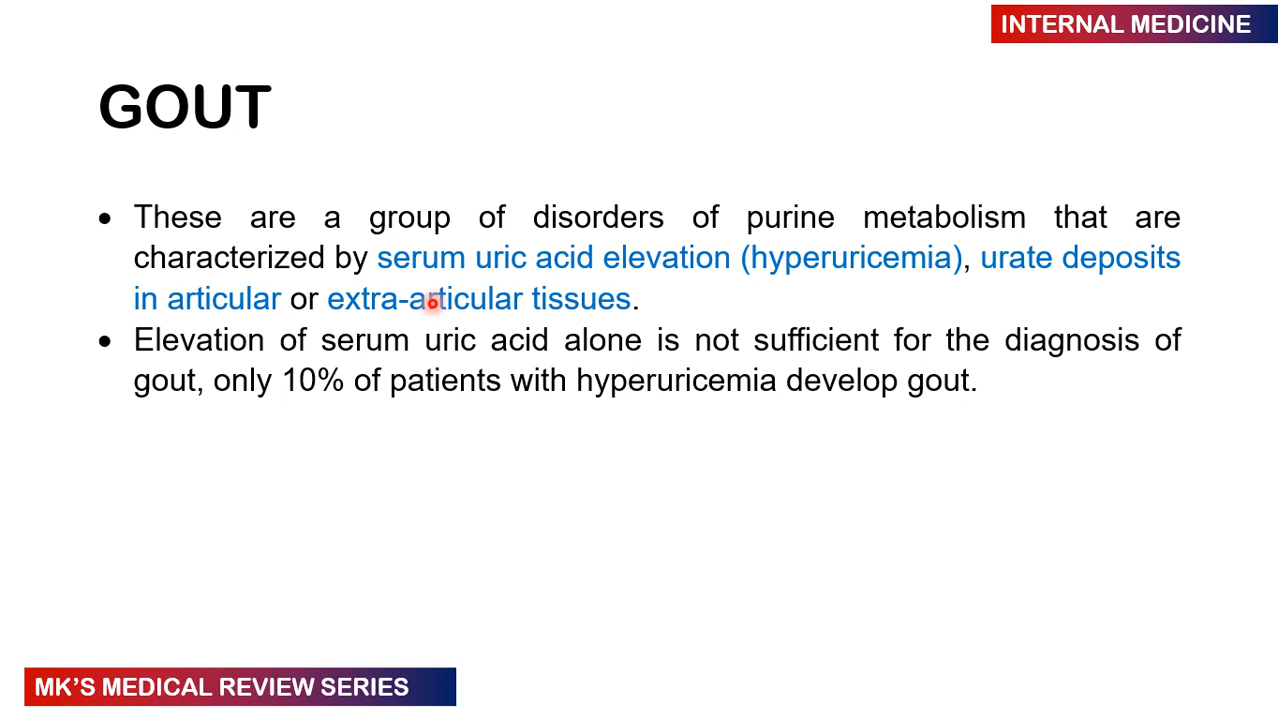 INTERNAL MEDICINE
GOUT
• These are a group of disorders of purine metabolism that are
characterized by serum uric acid elevation (hyperuricemia), urate deposits
in articular or extra-articular tissues.
• Elevation of serum uric acid alone is not sufficient for the diagnosis of
gout, only 10% of patients with hyperuricemia develop gout.
MK’S MEDICAL REVIEW SERIES